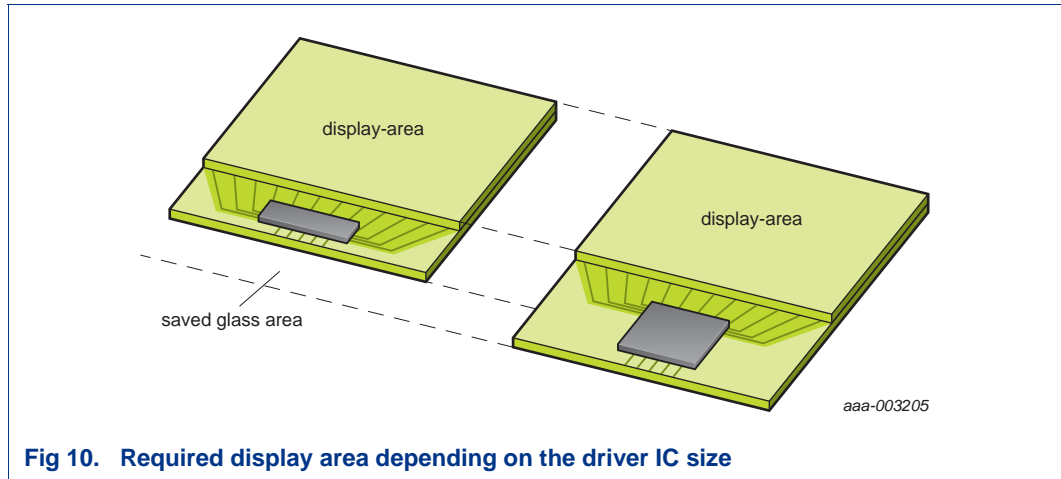 display-area
display-area
saved glass area
aaa-003205
Fig 10. Required display area depending on the driver IC size